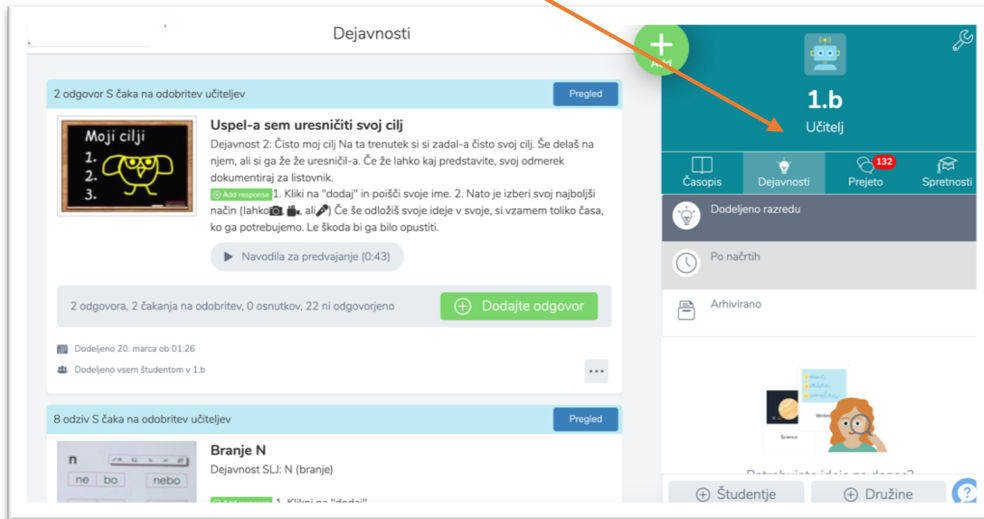 Dejavnosti
2 odgovor S čaka na odobritev učiteljev
Pregled
Moji cilji
1.
2.
3.
Uspel-a sem uresničiti svoj cilj
Dejavnost 2: Čisto moj cilj Na ta trenutek si si zadal-a čisto svoj cilj. Še delaš na
njem, ali si ga že že uresničil-a. Če že lahko kaj predstavite, svoj odmerek
dokumentiraj za listovnik.
Add response 1. Kliki na "dodaj" in poišči svoje ime. 2. Nato je izberi svoj najboljši
način (lahko , , ali ) Če se odložiš svoje ideje v svoje, si vzamem toliko časa,
ko ga potrebujemo. Le škoda bi ga bilo opustiti.
Navodila za predvajanje (0:43)
2 odgovora, 2 čakanja na odobritev, 0 osnutkov, 22 ni odgovorjeno
Dodajte odgovor
Dodeljeno 20. marca ob 01:26
Dodeljeno vsem študentom v 1.b
8 odziv S čaka na odobritev učiteljev
Pregled
n
ne bo nebo
Branje N
Dejavnost SLJ: N (branje)
Add response 1. Klikni na "dodaj"
Add
1.b
Učitelj
Časopis
Dejavnosti
132
Prejeto
Spretnosti
Dodeljeno razredu
Po načrtih
Arhivirano
Science
Potrebujete ideje za danes?
Študentje
Družine
?